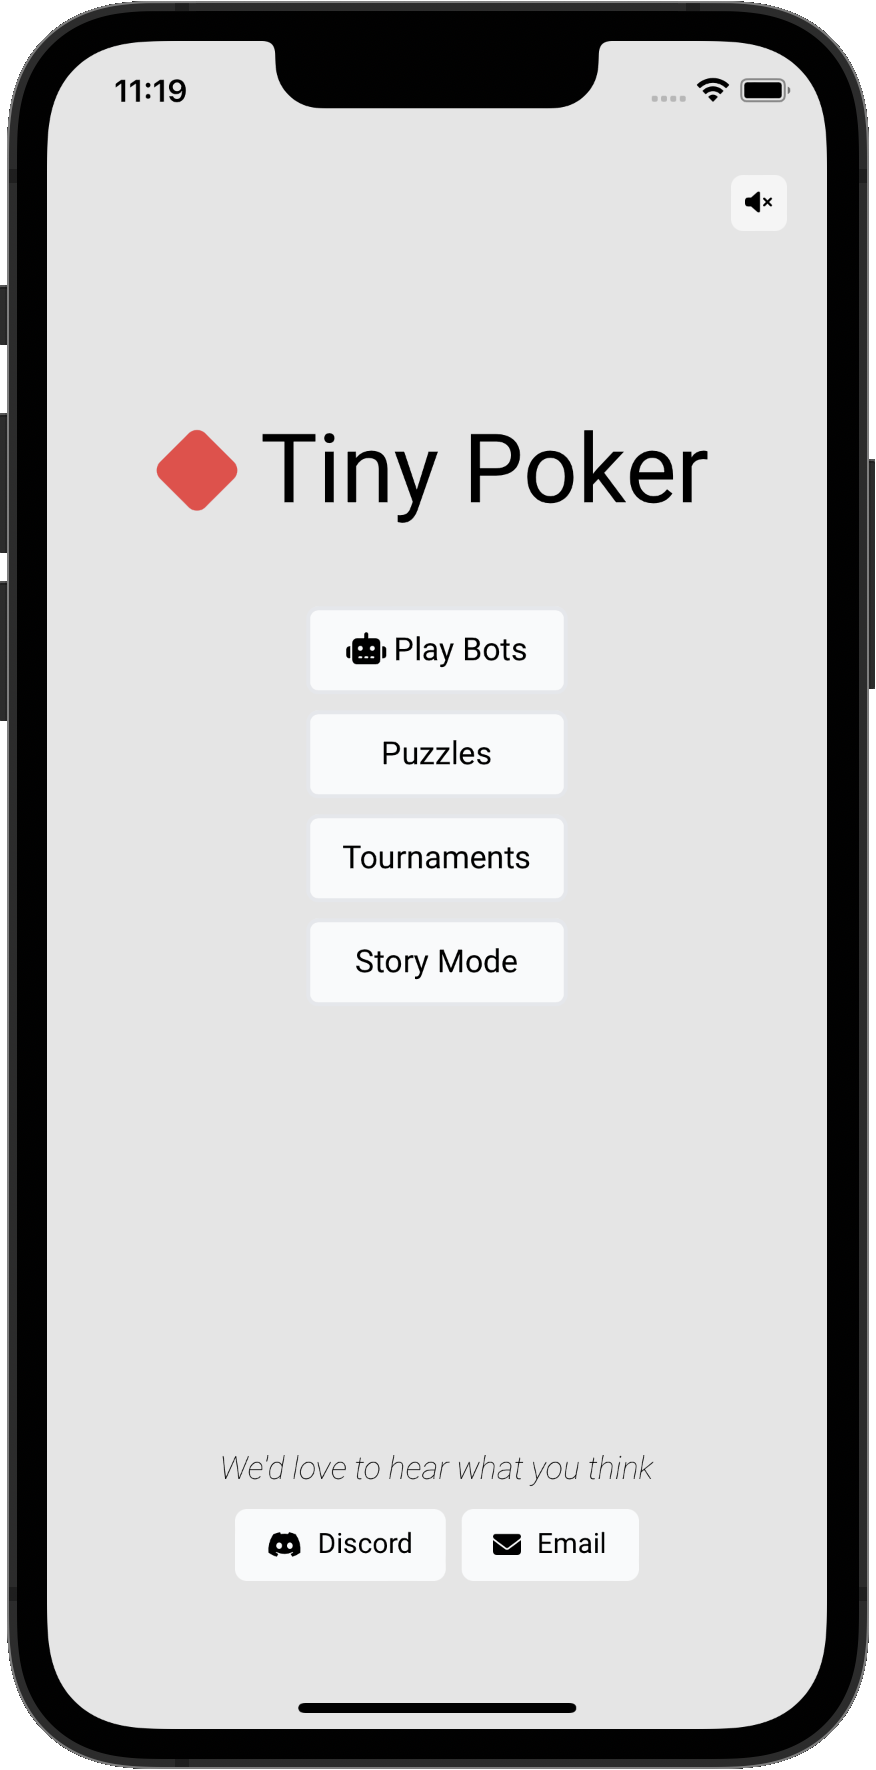 11:19
Tiny Poker
Play Bots
Puzzles
Tournaments
Story Mode
We'd love to hear what you think
Discord
Email